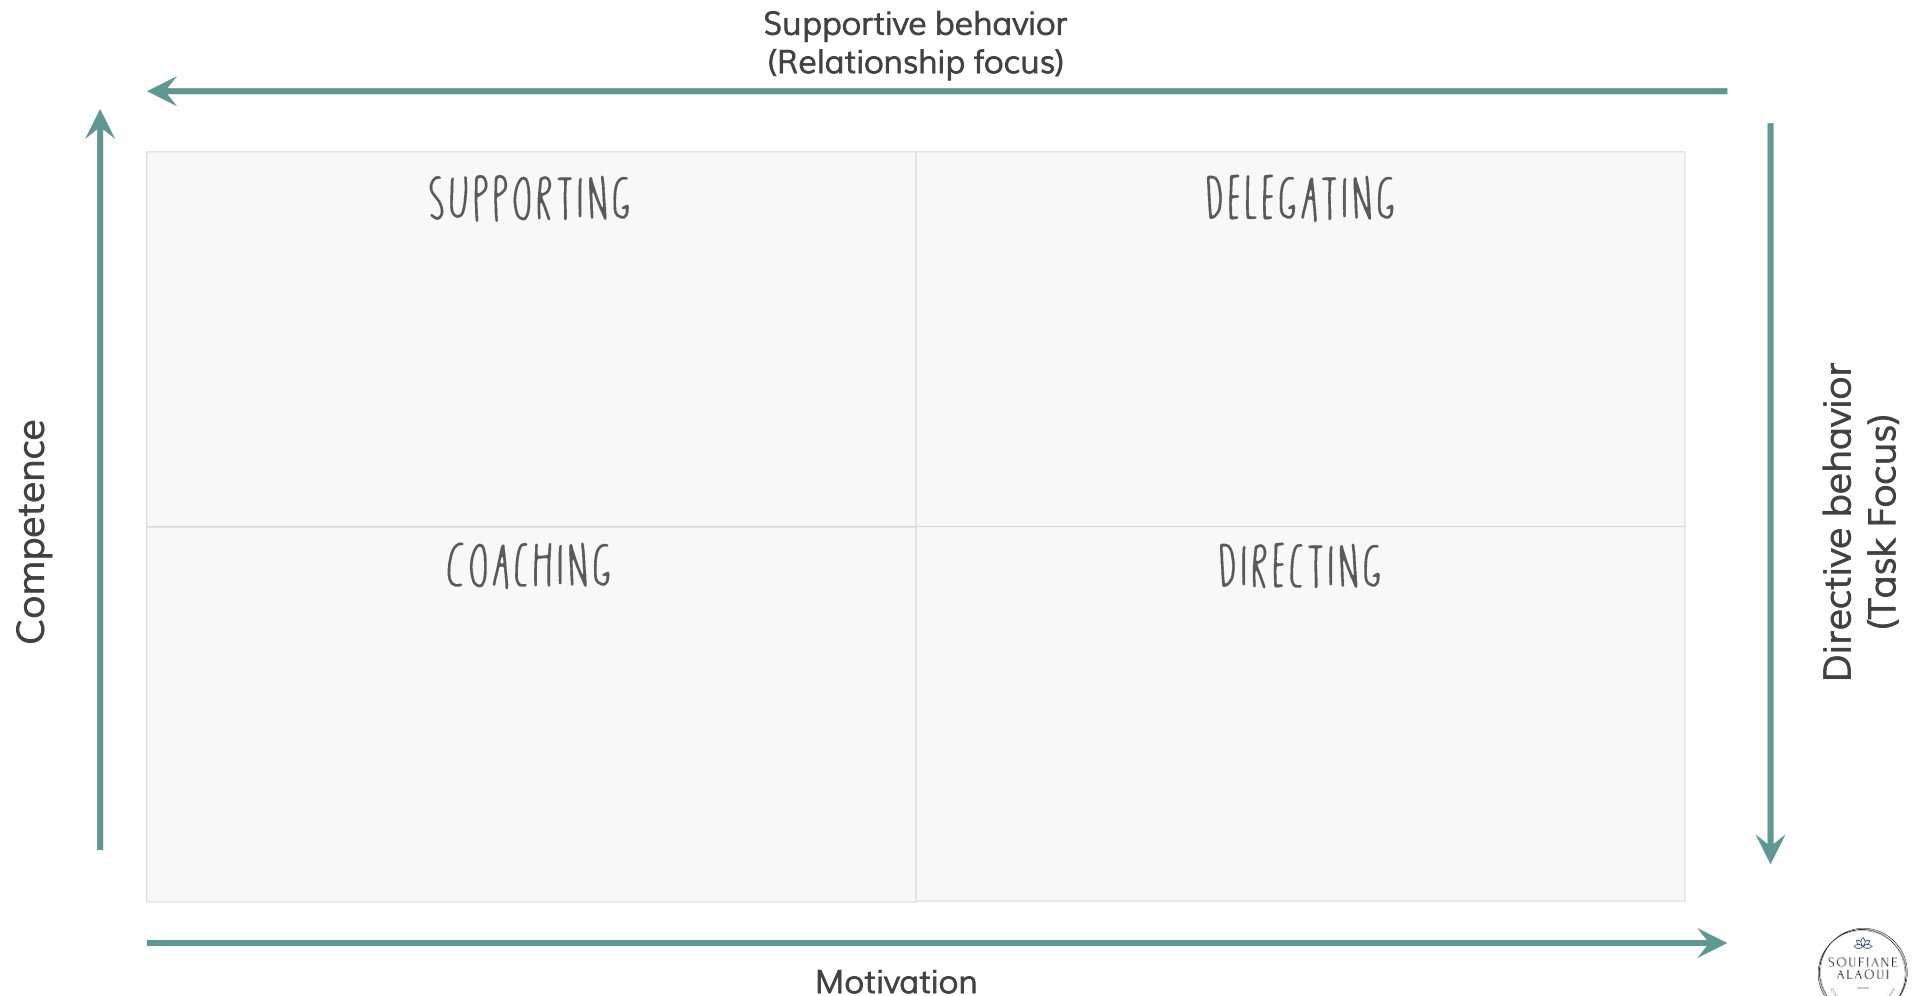 Supportive behavior
(Relationship focus)
SUPPORTING
DELEGATING
Competence
Directive behavior
(Task Focus)
COACHING
DIRECTING
Motivation
SOUFIANE
ALAOUI